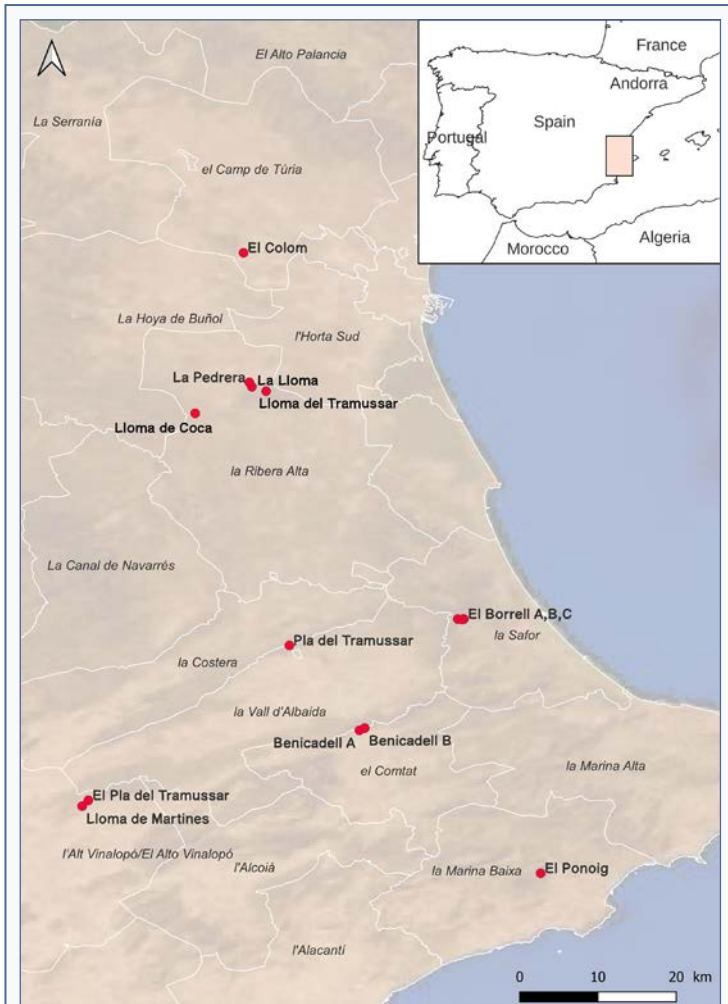 El Alto Palancia
La Serranía
el Camp de Túria
El Colom
La Hoya de Buñol
l'Horta Sud
La Pedrera
La Lloma
Lloma del Tramussar
Lloma de Coca
la Ribera Alta
La Canal de Navarrés
El Borrell A,B,C
la Safor
Pla del Tramussar
la Costera
la Vall d'Albaida
Benicadell A
Benicadell B
el Comtat
la Marina Alta
El Pla del Tramussar
Lloma de Martines
l'Alt Vinalopó/El Alto Vinalopó
l'Alcoià
la Marina Baixa
El Ponoig
l'Alacantí
0 10 20 km
France
Andorra
Spain
Portugal
Algeria
Morocco